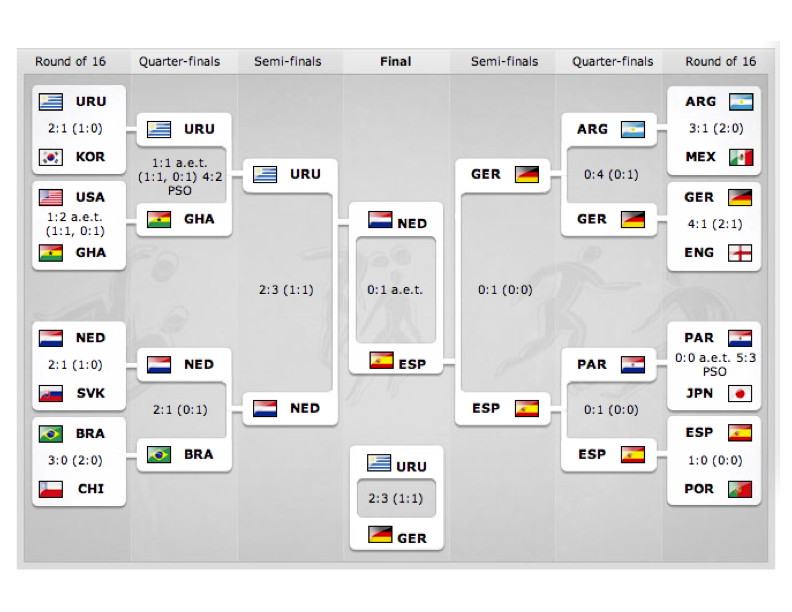 Round of 16
Quarter-finals
Semi-finals
Final
Semi-finals
Quarter-finals
Round of 16
URU
2:1 (1:0)
KOR
USA
1:2 a.e.t.
(1:1, 0:1)
GHA
NED
2:1 (1:0)
SVK
BRA
3:0 (2:0)
CHI
URU
1:1 a.e.t.
(1:1, 0:1) 4:2
PSO
GHA
NED
2:1 (0:1)
BRA
URU
2:3 (1:1)
NED
NED
0:1 a.e.t.
ESP
URU
2:3 (1:1)
GER
GER
0:1 (0:0)
ESP
ARG
0:4 (0:1)
GER
PAR
0:1 (0:0)
ESP
ARG
3:1 (2:0)
MEX
GER
4:1 (2:1)
ENG
PAR
0:0 a.e.t. 5:3
PSO
JPN
ESP
1:0 (0:0)
POR